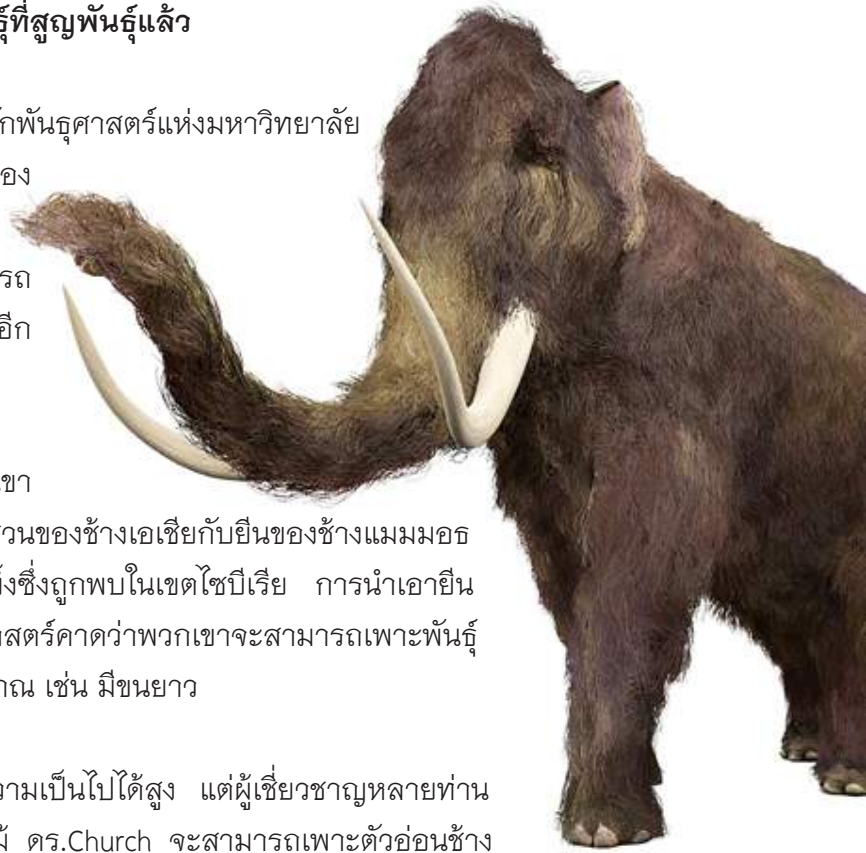 ธุ์ที่สูญพันธุ์แล้ว
กพันธุศาสตร์แห่งมหาวิทยาลัย
อง
รถ
อีก
เขา
ของช้างเอเชียกับยีนของช้างแมมมอธ
ซึ่งถูกพบในเขตไซบีเรีย การนำเอายีน
สตร์คาดว่าพวกเขาจะสามารถเพาะพันธุ์
าณ เช่น มีขนยาว
วามเป็นไปได้สูง แต่ผู้เชี่ยวชาญหลายท่าน
ดร.Church จะสามารถเพาะตัวอ่อนช้าง